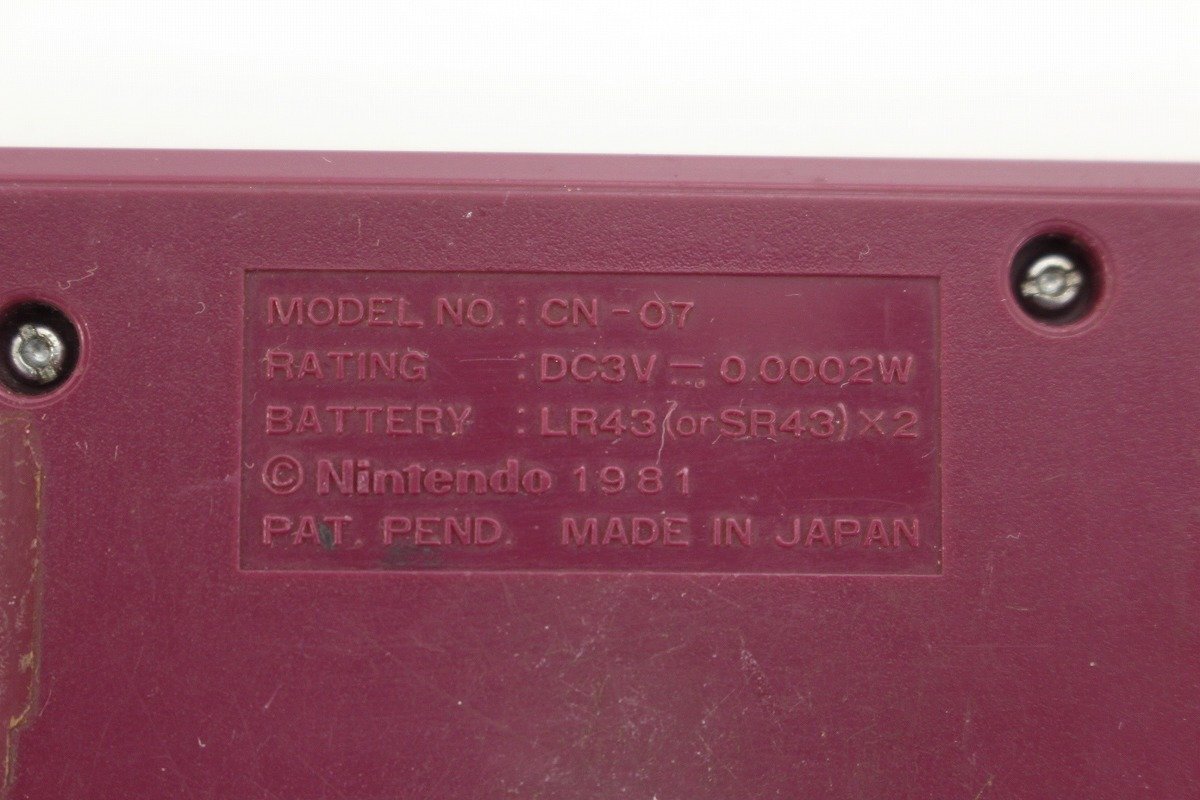 MODEL NO. : CN-07
RATING : DC3V ⎓ 0.0002W
BATTERY : LR43 (or SR43) ×2
© Nintendo 1981
PAT. PEND. MADE IN JAPAN